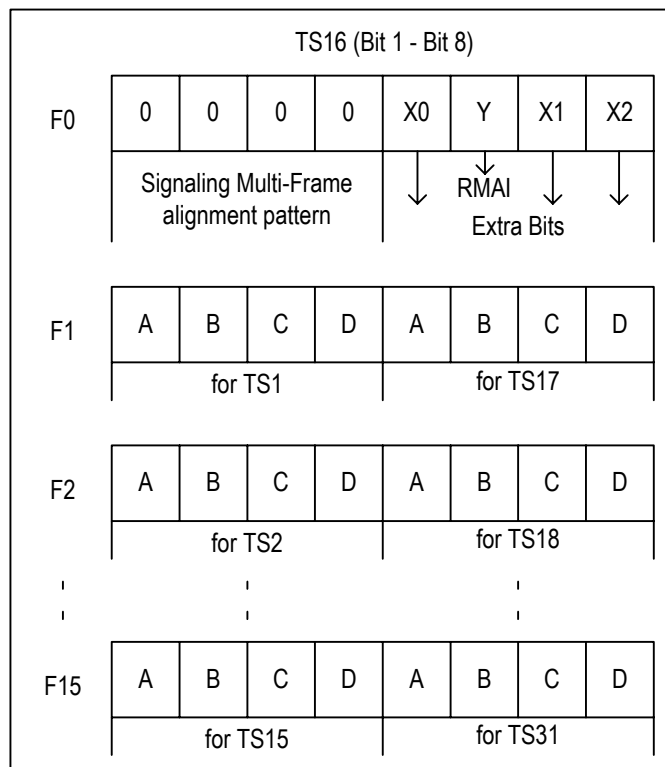 TS16 (Bit 1 - Bit 8)
F0 0 0 0 0 X0 Y X1 X2
Signaling Multi-Frame
alignment pattern
RMAI
Extra Bits
F1 A B C D A B C D
for TS1 for TS17
F2 A B C D A B C D
for TS2 for TS18
F15 A B C D A B C D
for TS15 for TS31